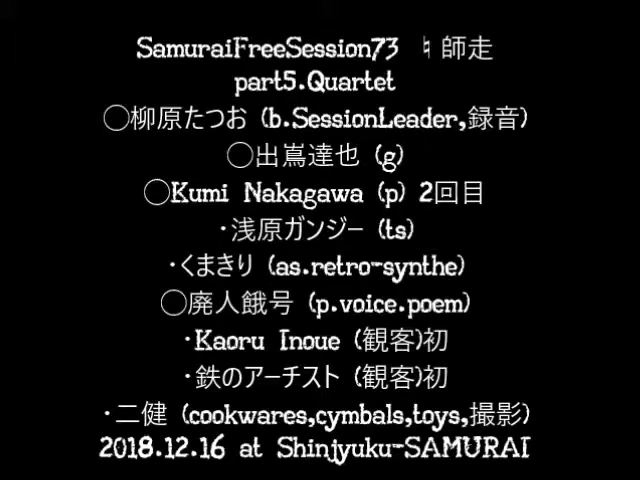 SamuraiFreeSession73 ♮師走
part5.Quartet
◯柳原たつお (b.SessionLeader,録音)
◯出嶌達也 (g)
◯Kumi Nakagawa (p) 2回目
・浅原ガンジー (ts)
・くまきり (as.retro-synthe)
◯廃人餓号 (p.voice.poem)
・Kaoru Inoue (観客)初
・鉄のアーチスト (観客)初
・二健 (cookwares,cymbals,toys,撮影)
2018.12.16 at Shinjyuku-SAMURAI